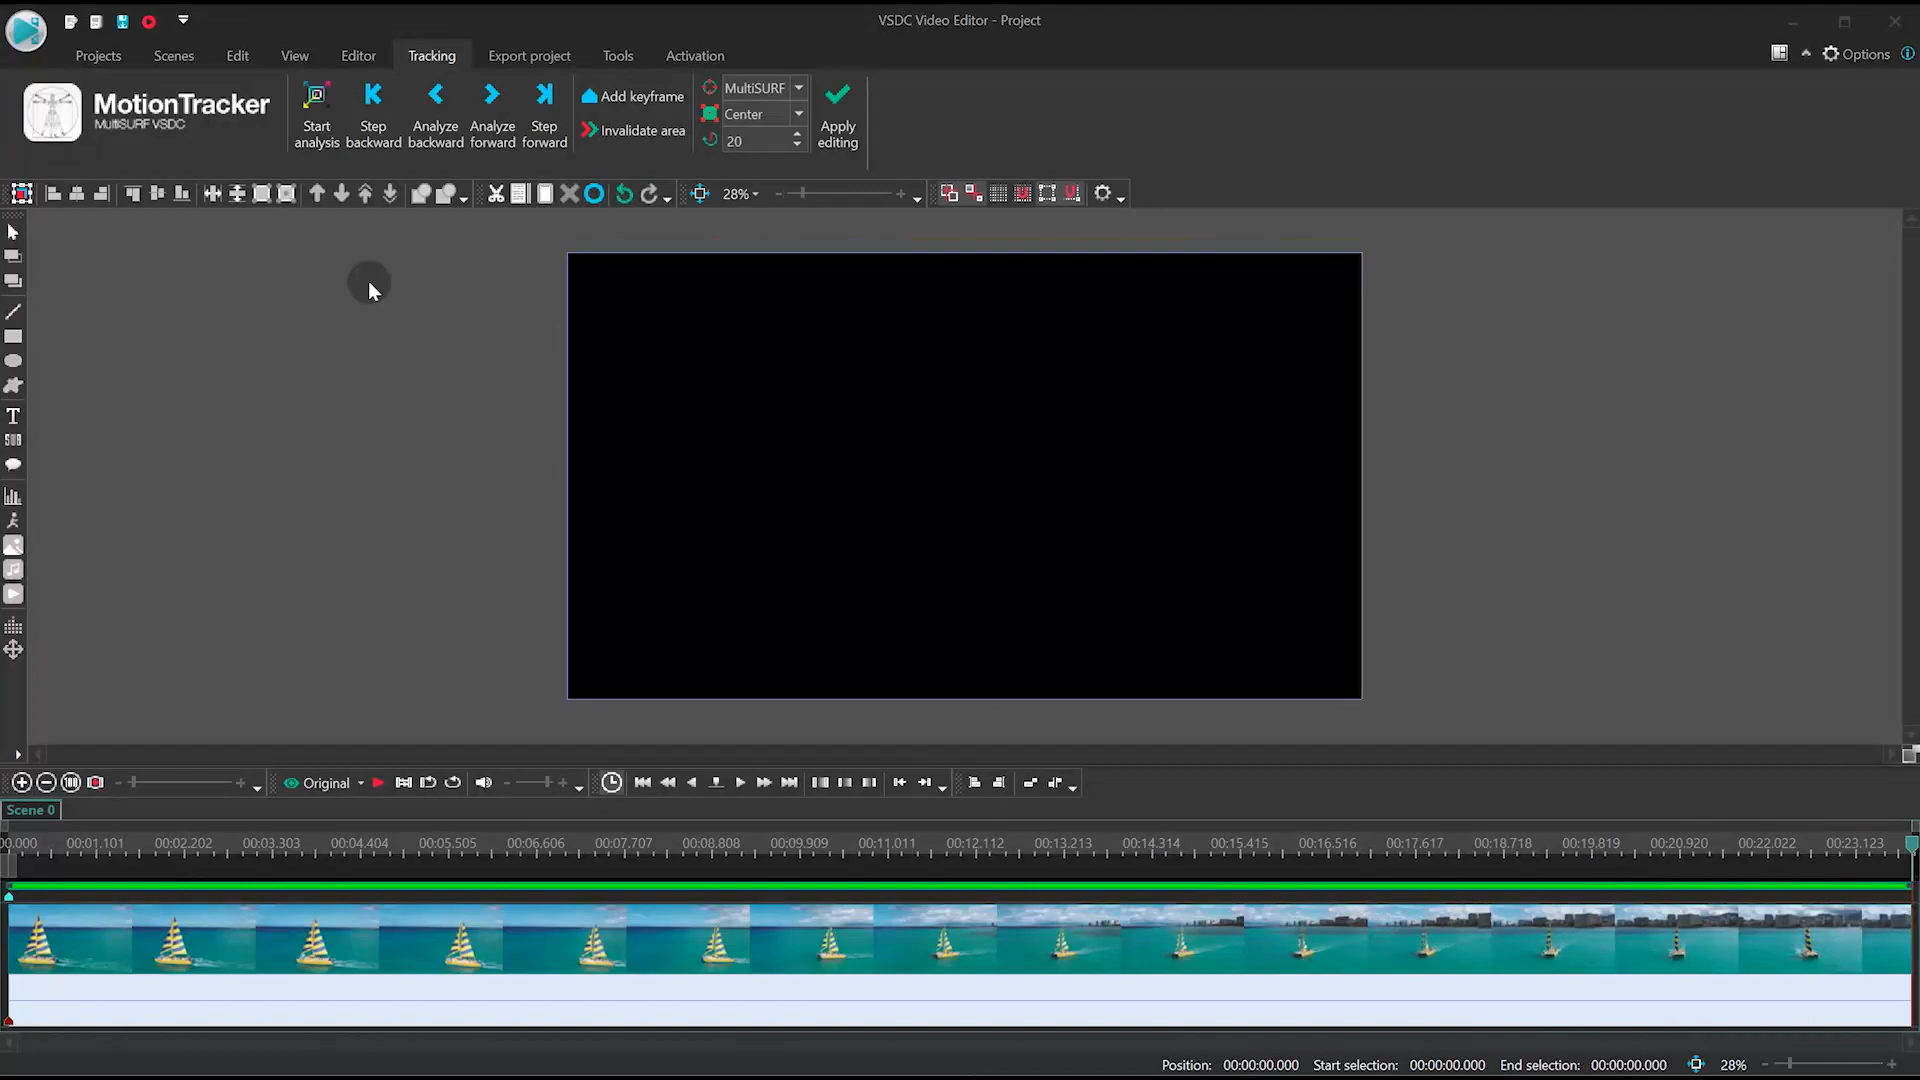 VSDC Video Editor - Project
Projects Scenes Edit View Editor Tracking Export project Tools Activation Options
MotionTracker
MultiSURF VSDC
Start analysis
Step backward
Analyze backward
Analyze forward
Step forward
Add keyframe
Invalidate area
MultiSURF
Center
20
Apply editing
28%
T
SUB
Original
Scene 0
00.000 00:01.101 00:02.202 00:03.303 00:04.404 00:05.505 00:06.606 00:07.707 00:08.808 00:09.909 00:11.011 00:12.112 00:13.213 00:14.314 00:15.415 00:16.516 00:17.617 00:18.718 00:19.819 00:20.920 00:22.022 00:23.123
Position: 00:00:00.000 Start selection: 00:00:00.000 End selection: 00:00:00.000 28%